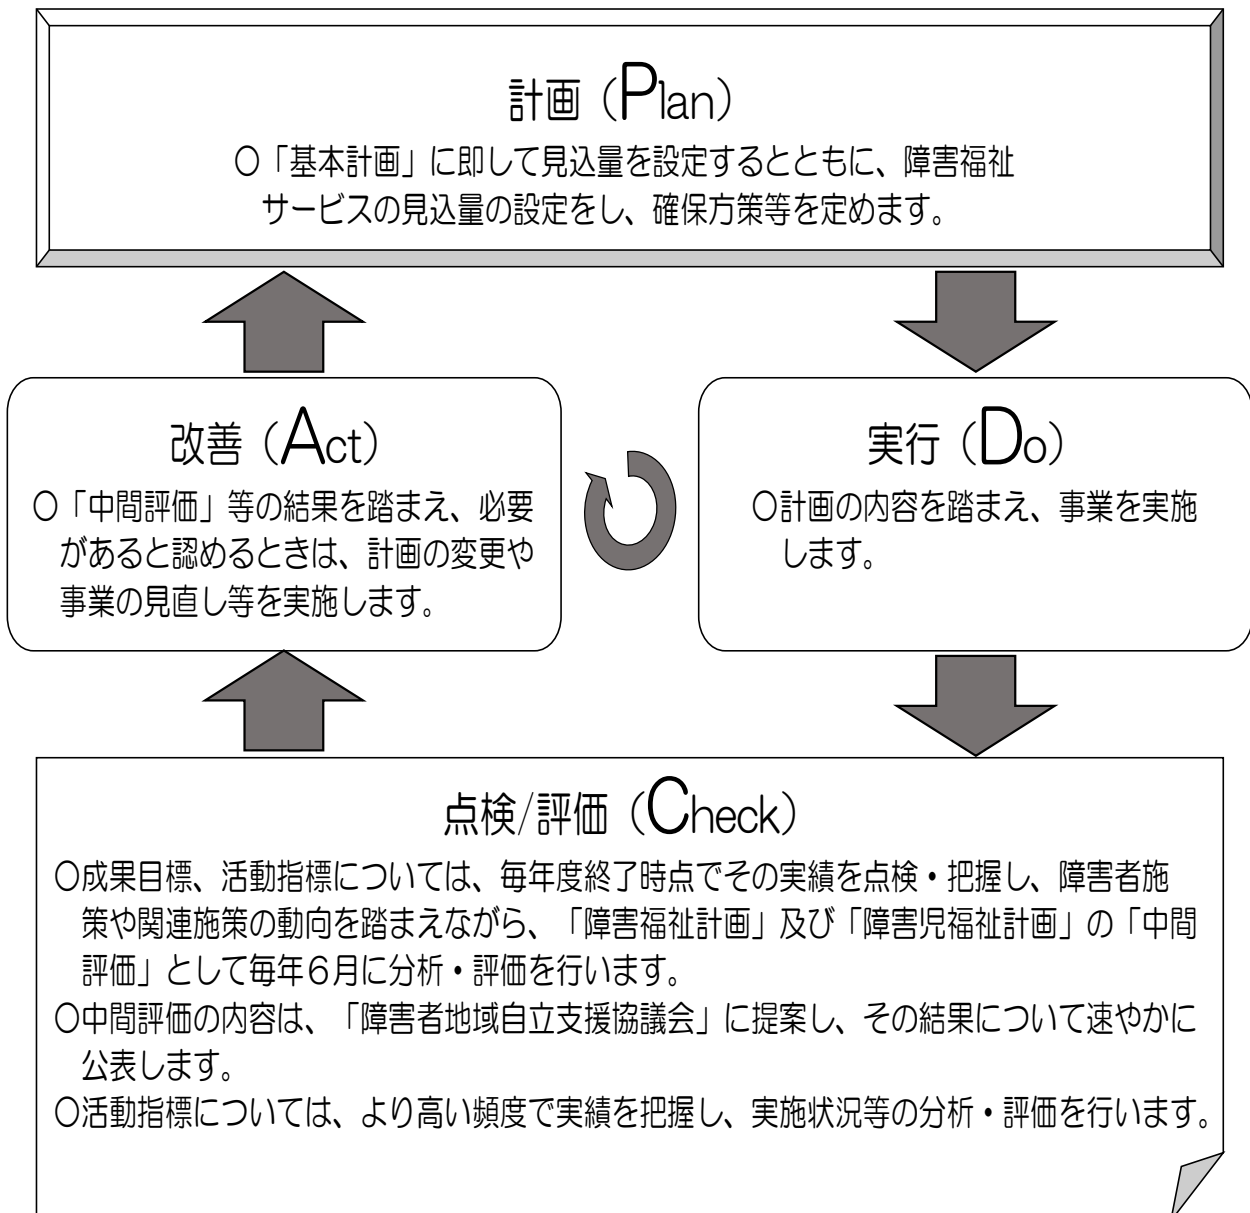 計画（Plan）
〇「基本計画」に即して見込量を設定するとともに、障害福祉
サービスの見込量の設定をし、確保方策等を定めます。
改善（Act）
〇「中間評価」等の結果を踏まえ、必要
があると認めるときは、計画の変更や
事業の見直し等を実施します。
実行（Do）
〇計画の内容を踏まえ、事業を実施
します。
点検/評価（Check）
〇成果目標、活動指標については、毎年度終了時点でその実績を点検・把握し、障害者施
策や関連施策の動向を踏まえながら、「障害福祉計画」及び「障害児福祉計画」の「中間
評価」として毎年６月に分析・評価を行います。
〇中間評価の内容は、「障害者地域自立支援協議会」に提案し、その結果について速やかに
公表します。
〇活動指標については、より高い頻度で実績を把握し、実施状況等の分析・評価を行います。